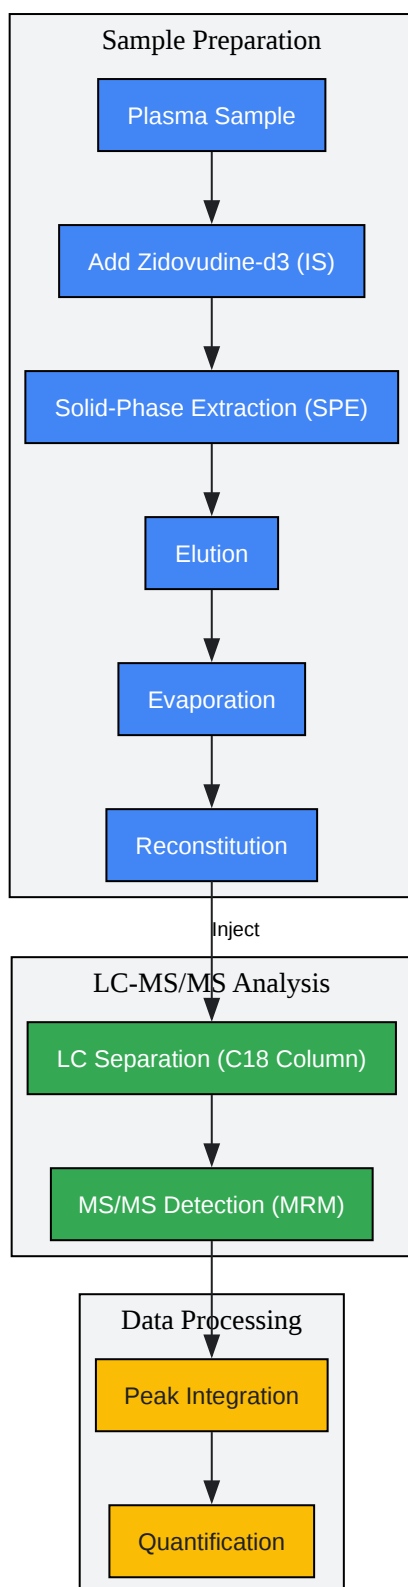 Sample Preparation
Plasma Sample
Add Zidovudine-d3 (IS)
Solid-Phase Extraction (SPE)
Elution
Evaporation
Reconstitution
Inject
LC-MS/MS Analysis
LC Separation (C18 Column)
MS/MS Detection (MRM)
Data Processing
Peak Integration
Quantification